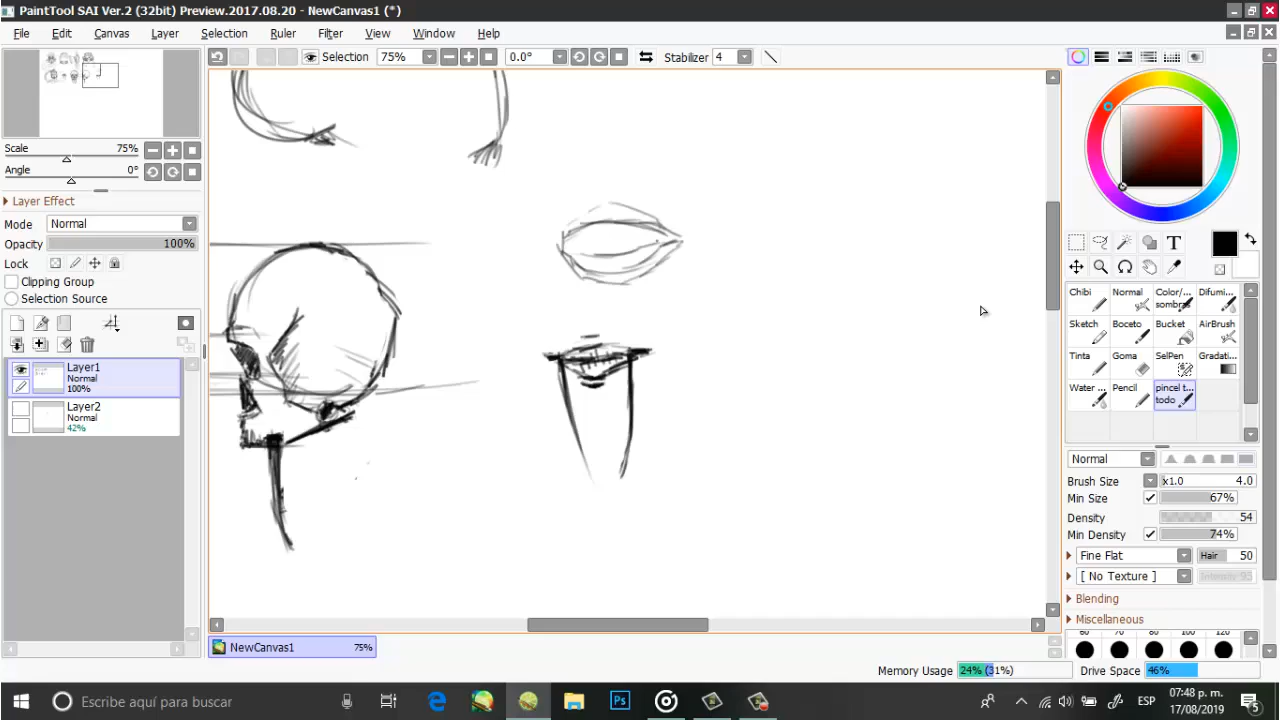 PaintTool SAI Ver.2 (32bit) Preview.2017.08.20 - NewCanvas1 (*)
File Edit Canvas Layer Selection Ruler Filter View Window Help
Selection 75% 0.0° Stabilizer 4
Scale 75%
Angle 0°
Layer Effect
Mode Normal
Opacity 100%
Lock
Clipping Group
Selection Source
Layer1
Normal
100%
Layer2
Normal
42%
T
Chibi Normal Color/... sombras Difumi...
Sketch Boceto Bucket AirBrush
Tinta Goma SelPen Gradati...
Water ... Pencil pincel t... todo
Normal
Brush Size x1.0 4.0
Min Size 67%
Density 54
Min Density 74%
Fine Flat Hair 50
[ No Texture ] Intensity 95
Blending
Miscellaneous
60 70 80 100 120
NewCanvas1 75%
Memory Usage 24% (31%) Drive Space 46%
Escribe aquí para buscar
Ps
ESP
07:48 p. m.
17/08/2019
5